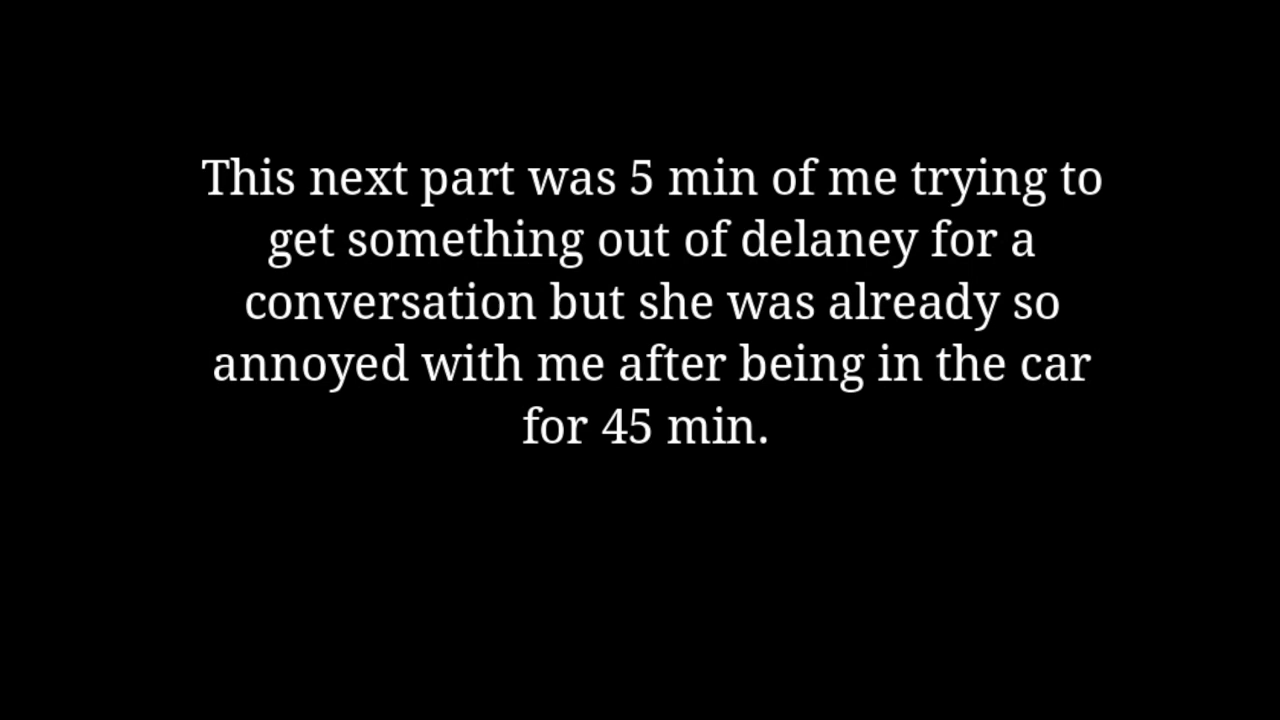 This next part was 5 min of me trying to
get something out of delaney for a
conversation but she was already so
annoyed with me after being in the car
for 45 min.